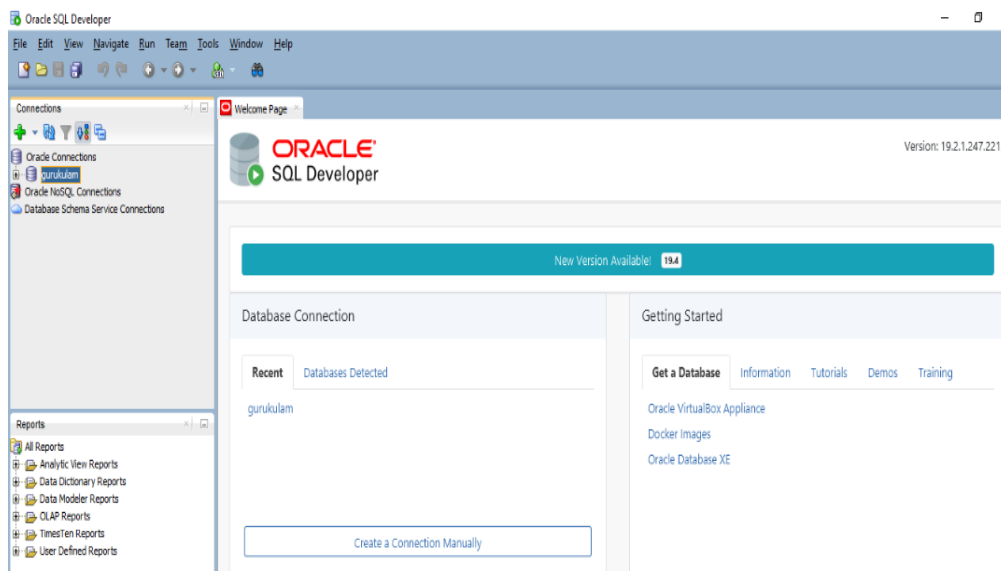 Oracle SQL Developer
File Edit View Navigate Run Team Tools Window Help
Connections
Oracle Connections
gurukulam
Oracle NoSQL Connections
Database Schema Service Connections
Reports
All Reports
Analytic View Reports
Data Dictionary Reports
Data Modeler Reports
OLAP Reports
TimesTen Reports
User Defined Reports
Welcome Page
ORACLE
SQL Developer
Version: 19.2.1.247.221
New Version Available! 19.4
Database Connection
Recent Databases Detected
gurukulam
Create a Connection Manually
Getting Started
Get a Database Information Tutorials Demos Training
Oracle VirtualBox Appliance
Docker Images
Oracle Database XE